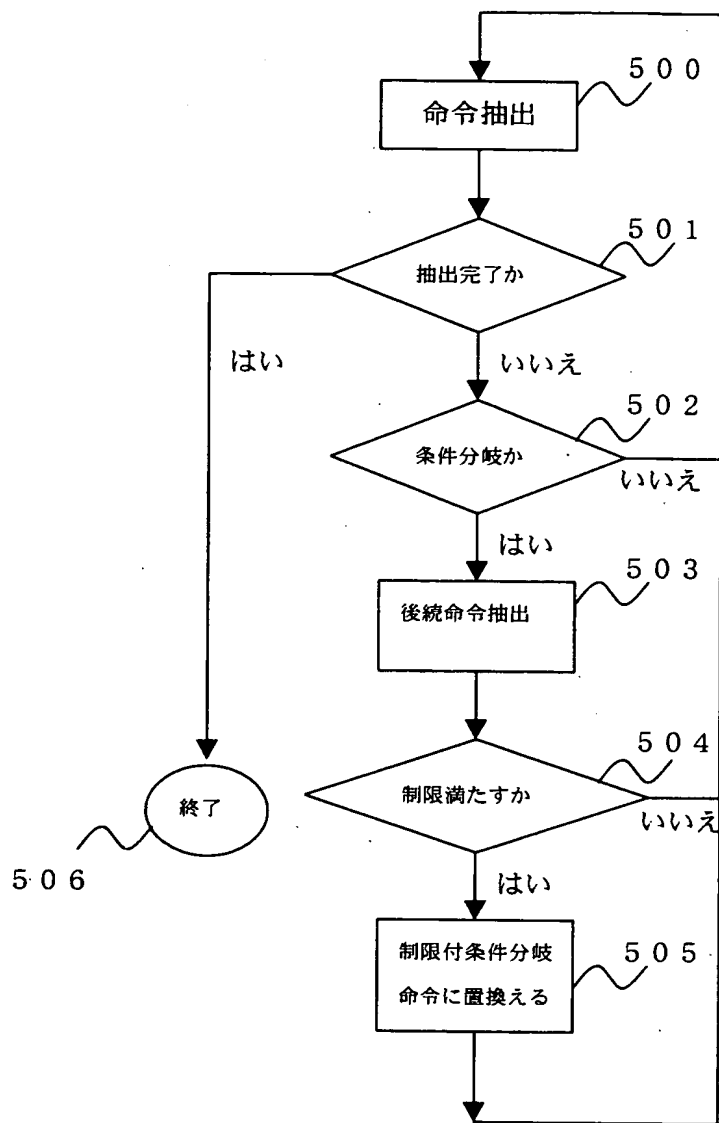 ５００
命令抽出
５０１
抽出完了か
はい
いいえ
５０２
条件分岐か
いいえ
はい
５０３
後続命令抽出
５０４
制限満たすか
いいえ
終了
５０６
はい
制限付条件分岐
命令に置換える
５０５